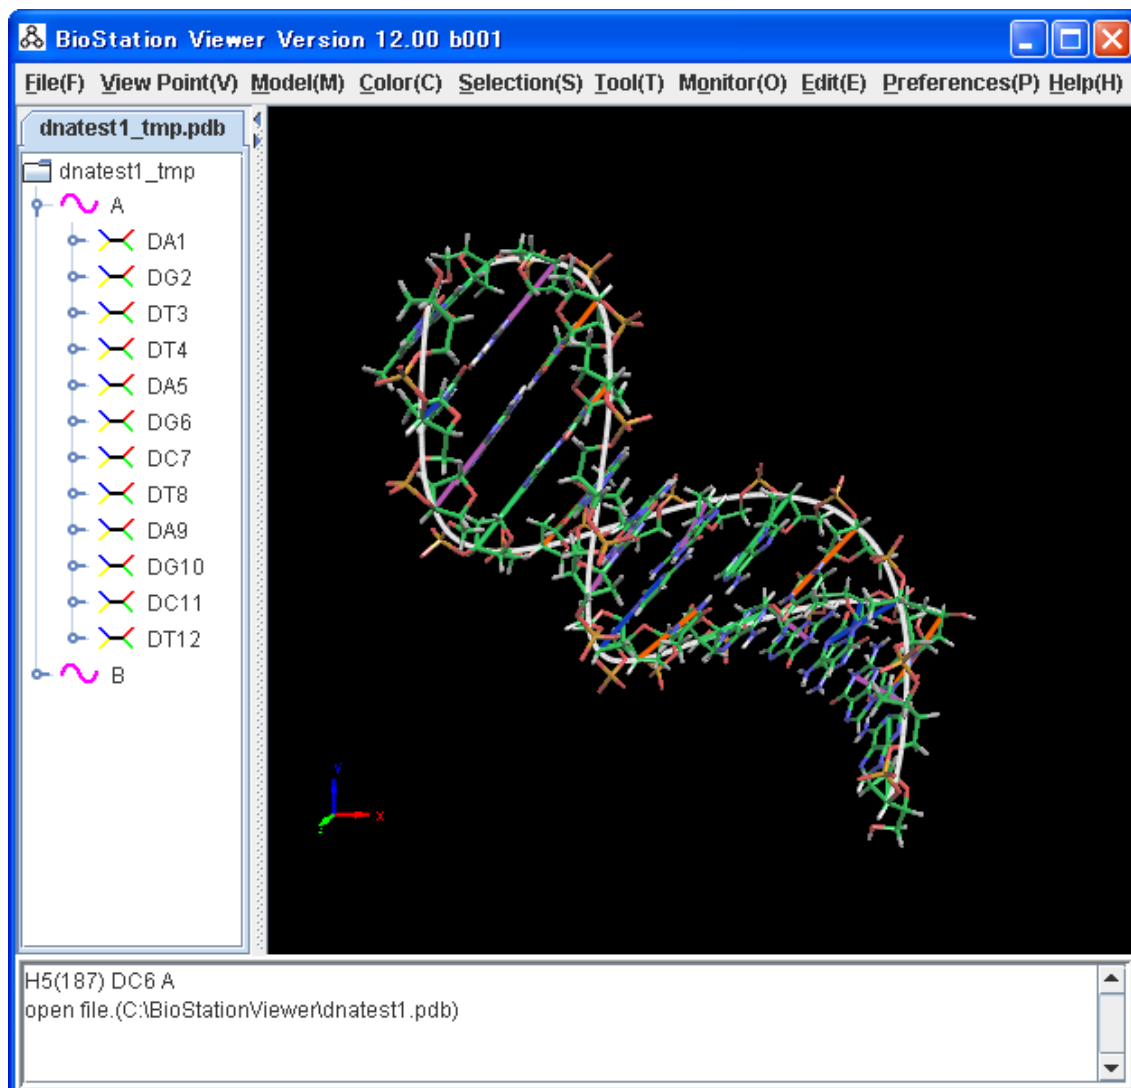 BioStation Viewer Version 12.00 b001
File(F) View Point(V) Model(M) Color(C) Selection(S) Tool(T) Monitor(O) Edit(E) Preferences(P) Help(H)
dnatest1_tmp.pdb
dnatest1_tmp
A
DA1
DG2
DT3
DT4
DA5
DG6
DC7
DT8
DA9
DG10
DC11
DT12
B
Y
X
Z
H5(187) DC6 A
open file.(C:\BioStationViewer\dnatest1.pdb)